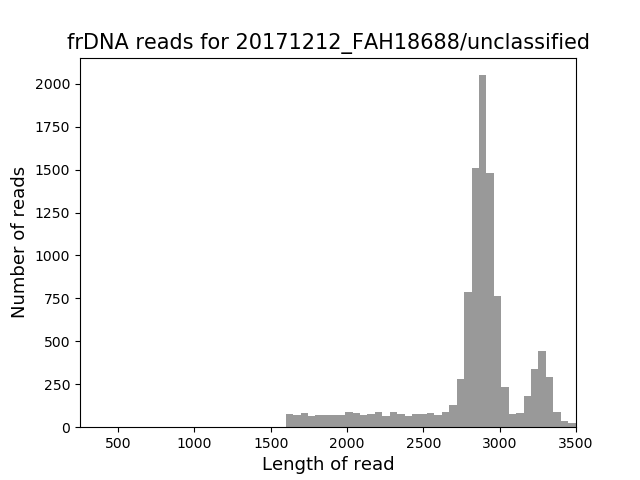 frDNA reads for 20171212_FAH18688/unclassified
2000
1750
1500
1250
1000
750
500
250
0
Number of reads
500 1000 1500 2000 2500 3000 3500
Length of read